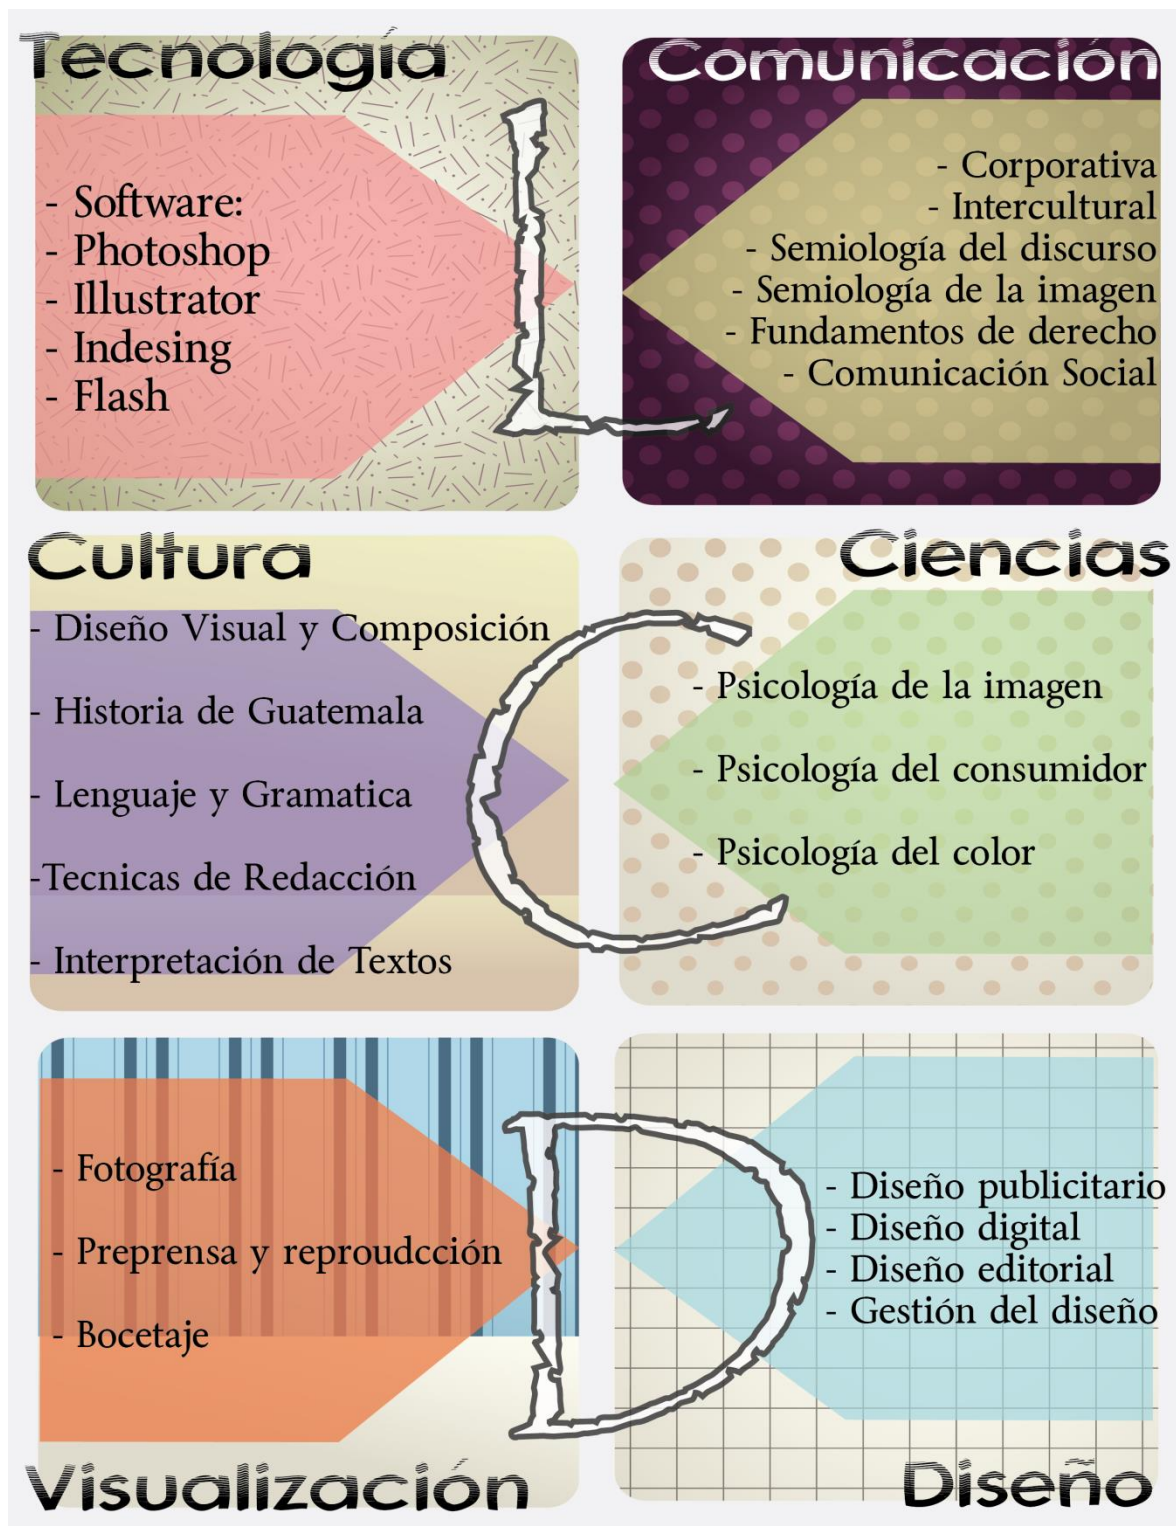 Tecnología
- Software:
- Photoshop
- Illustrator
- Indesing
- Flash
Comunicación
- Corporativa
- Intercultural
- Semiología del discurso
- Semiología de la imagen
- Fundamentos de derecho
- Comunicación Social
L
Cultura
- Diseño Visual y Composición
- Historia de Guatemala
- Lenguaje y Gramatica
-Tecnicas de Redacción
- Interpretación de Textos
Ciencias
- Psicología de la imagen
- Psicología del consumidor
- Psicología del color
C
- Fotografía
- Preprensa y reproudcción
- Bocetaje
Visualización
- Diseño publicitario
- Diseño digital
- Diseño editorial
- Gestión del diseño
Diseño
D